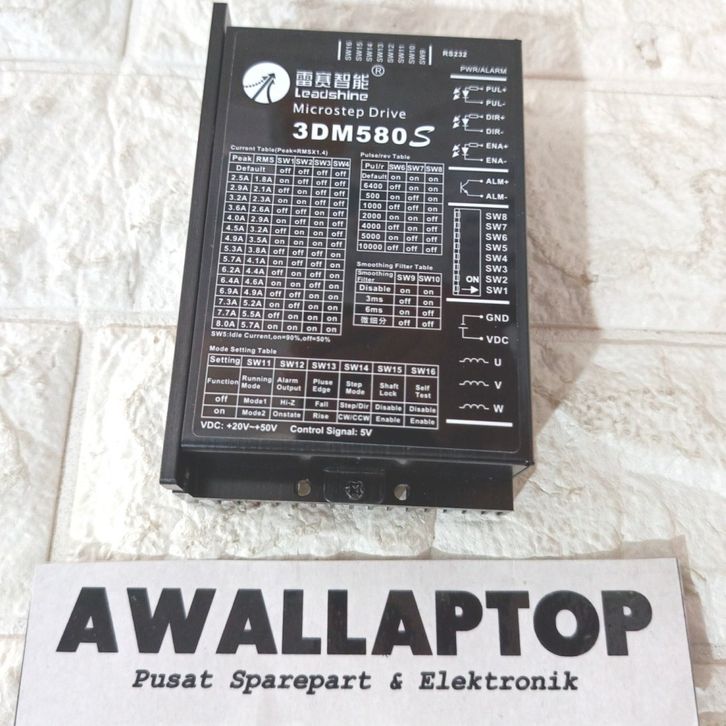 SW16 SW15 SW14 SW13 SW12 SW11 SW10 SW9
RS232
PWR/ALARM
雷赛智能®
Leadshine
Microstep Drive
3DM580S
Current Table(Peak=RMSX1.4)
Peak RMS SW1 SW2 SW3 SW4
Default off off off off
2.5A 1.8A on off off off
2.9A 2.1A off on off off
3.2A 2.3A on on off off
3.6A 2.6A off off on off
4.0A 2.9A on off on off
4.5A 3.2A off on on off
4.9A 3.5A on on on off
5.3A 3.8A off off off on
5.7A 4.1A on off off on
6.2A 4.4A off on off on
6.4A 4.6A on on off on
6.9A 4.9A off off on on
7.3A 5.2A on off on on
7.7A 5.5A off on on on
8.0A 5.7A on on on on
SW5:Idle Current,on=90%,off=50%
Pulse/rev Table
Pul/r SW6 SW7 SW8
Default on on on
6400 off on on
500 on off on
1000 off off on
2000 on on off
4000 off on off
5000 on off off
10000 off off off
Smoothing Filter Table
Smoothing Filter SW9 SW10
Disable on on
3ms off on
6ms on off
微细分 off off
PUL+
PUL-
DIR+
DIR-
ENA+
ENA-
ALM+
ALM-
SW8
SW7
SW6
SW5
SW4
SW3
ON SW2
SW1
GND
VDC
U
V
W
Mode Setting Table
Setting SW11 SW12 SW13 SW14 SW15 SW16
Function Running Mode Alarm Output Pluse Edge Step Mode Shaft Lock Self Test
off Mode1 Hi-Z Fall Step/Dir Disable Disable
on Mode2 Onstate Rise CW/CCW Enable Enable
VDC: +20V~+50V Control Signal: 5V
AWALLAPTOP
Pusat Sparepart & Elektronik